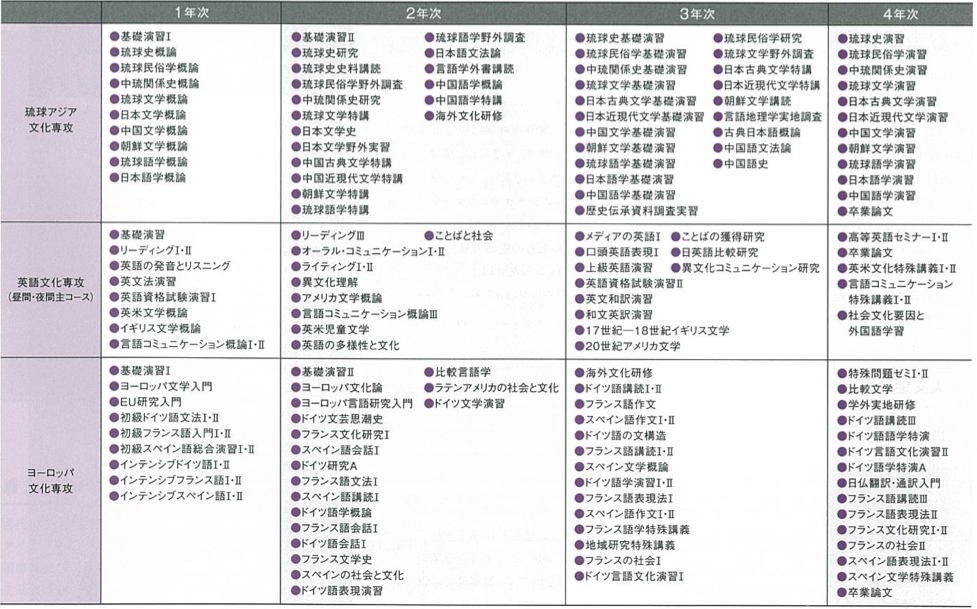 1年次 2年次 3年次 4年次
琉球アジア
文化専攻
●基礎演習Ⅰ
●琉球史概論
●琉球民俗学概論
●中琉関係史概論
●琉球文学概論
●日本文学概論
●中国文学概論
●朝鮮文学概論
●琉球語学概論
●日本語学概論
●基礎演習Ⅱ
●琉球史研究
●琉球史史料講読
●琉球民俗学野外調査
●中琉関係史研究
●琉球文学特講
●日本文学史
●日本文学野外実習
●中国古典文学特講
●中国近現代文学特講
●朝鮮文学特講
●琉球語学特講
●琉球語学野外調査
●日本語文法論
●言語学外書講読
●中国語学概論
●中国語学特講
●海外文化研修
●琉球史基礎演習
●琉球民俗学基礎演習
●中琉関係史基礎演習
●琉球文学基礎演習
●日本古典文学基礎演習
●日本近現代文学基礎演習
●中国文学基礎演習
●朝鮮文学基礎演習
●琉球語学基礎演習
●日本語学基礎演習
●中国語学基礎演習
●歴史伝承資料調査実習
●琉球民俗学研究
●琉球文学野外調査
●日本古典文学特講
●日本近現代文学特講
●朝鮮文学講読
●言語地理学実地調査
●古典日本語概論
●中国語文法論
●中国語史
●琉球史演習
●琉球民俗学演習
●中琉関係史演習
●琉球文学演習
●日本古典文学演習
●日本近現代文学演習
●中国文学演習
●朝鮮文学演習
●琉球語学演習
●日本語学演習
●中国語学演習
●卒業論文
英語文化専攻
(昼間・夜間主コース)
●基礎演習
●リーディングⅠ・Ⅱ
●英語の発音とリスニング
●英文法演習
●英語資格試験演習Ⅰ
●英米文学概論
●イギリス文学概論
●言語コミュニケーション概論Ⅰ・Ⅱ
●リーディングⅢ
●オーラル・コミュニケーションⅠ・Ⅱ
●ライティングⅠ・Ⅱ
●異文化理解
●アメリカ文学概論
●言語コミュニケーション概論Ⅲ
●英米児童文学
●英語の多様性と文化
●ことばと社会
●メディアの英語Ⅰ
●口頭英語表現Ⅰ
●上級英語演習
●英語資格試験演習Ⅱ
●英文和訳演習
●和文英訳演習
●17世紀―18世紀イギリス文学
●20世紀アメリカ文学
●ことばの獲得研究
●日英語比較研究
●異文化コミュニケーション研究
●高等英語セミナーⅠ・Ⅱ
●卒業論文
●英米文化特殊講義Ⅰ・Ⅱ
●言語コミュニケーション
特殊講義Ⅰ・Ⅱ
●社会文化要因と
外国語学習
ヨーロッパ
文化専攻
●基礎演習Ⅰ
●ヨーロッパ文学入門
●EU研究入門
●初級ドイツ語文法Ⅰ・Ⅱ
●初級フランス語入門Ⅰ・Ⅱ
●初級スペイン語総合演習Ⅰ・Ⅱ
●インテンシブドイツ語Ⅰ・Ⅱ
●インテンシブフランス語Ⅰ・Ⅱ
●インテンシブスペイン語Ⅰ・Ⅱ
●基礎演習Ⅱ
●ヨーロッパ文化論
●ヨーロッパ言語研究入門
●ドイツ文芸思潮史
●フランス文化研究Ⅰ
●スペイン語会話Ⅰ
●ドイツ研究A
●フランス語文法Ⅰ
●スペイン語講読Ⅰ
●ドイツ語学概論
●フランス語会話Ⅰ
●ドイツ語会話Ⅰ
●フランス文学史
●スペインの社会と文化
●ドイツ語表現演習
●比較言語学
●ラテンアメリカの社会と文化
●ドイツ文学演習
●海外文化研修
●ドイツ語講読Ⅰ・Ⅱ
●フランス語作文
●スペイン語作文Ⅰ・Ⅱ
●ドイツ語の文構造
●フランス語講読Ⅰ・Ⅱ
●スペイン文学概論
●ドイツ語学演習Ⅰ・Ⅱ
●フランス語表現法Ⅰ
●スペイン語作文Ⅰ・Ⅱ
●フランス語学特殊講義
●地域研究特殊講義
●フランスの社会Ⅰ
●ドイツ言語文化演習Ⅰ
●特殊問題ゼミⅠ・Ⅱ
●比較文学
●学外実地研修
●ドイツ語講読Ⅲ
●ドイツ語語学特演
●ドイツ言語文化演習Ⅱ
●ドイツ語学特演A
●日仏翻訳・通訳入門
●フランス語講読Ⅲ
●フランス語表現法Ⅱ
●フランス文化研究Ⅰ・Ⅱ
●フランスの社会Ⅱ
●スペイン語表現法Ⅰ・Ⅱ
●スペイン文学特殊講義
●卒業論文